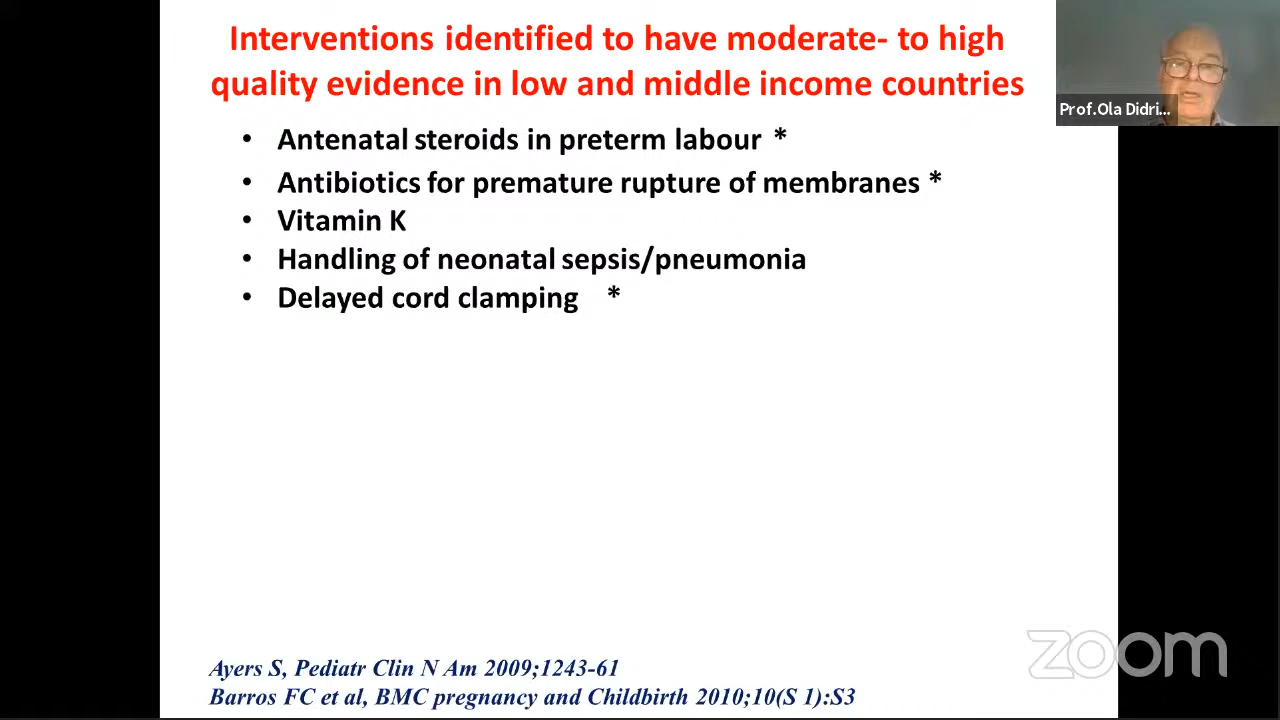 Interventions identified to have moderate- to high
quality evidence in low and middle income countries
Prof.Ola Didri...
• Antenatal steroids in preterm labour *
• Antibiotics for premature rupture of membranes *
• Vitamin K
• Handling of neonatal sepsis/pneumonia
• Delayed cord clamping *
Ayers S, Pediatr Clin N Am 2009;1243-61
Barros FC et al, BMC pregnancy and Childbirth 2010;10(S 1):S3
zoom